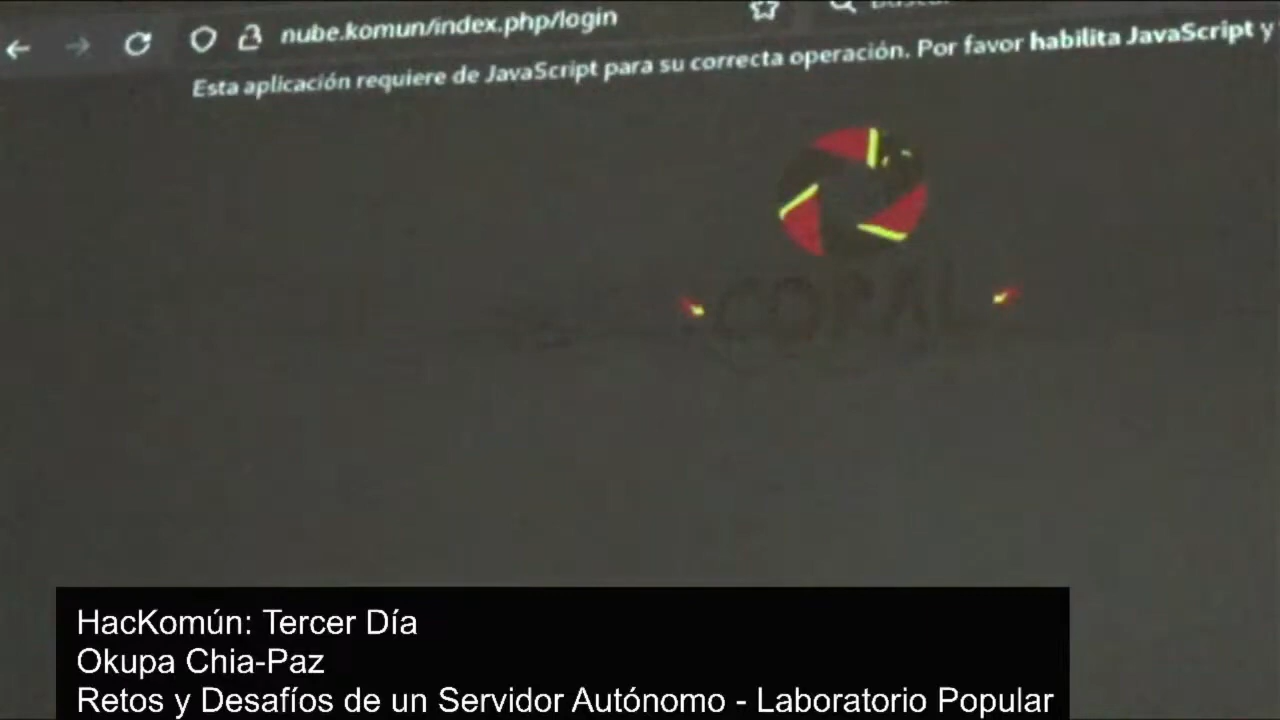 nube.komun/index.php/login
Esta aplicación requiere de JavaScript para su correcta operación. Por favor habilita JavaScript y
COPAL
HacKomún: Tercer Día
Okupa Chia-Paz
Retos y Desafíos de un Servidor Autónomo - Laboratorio Popular